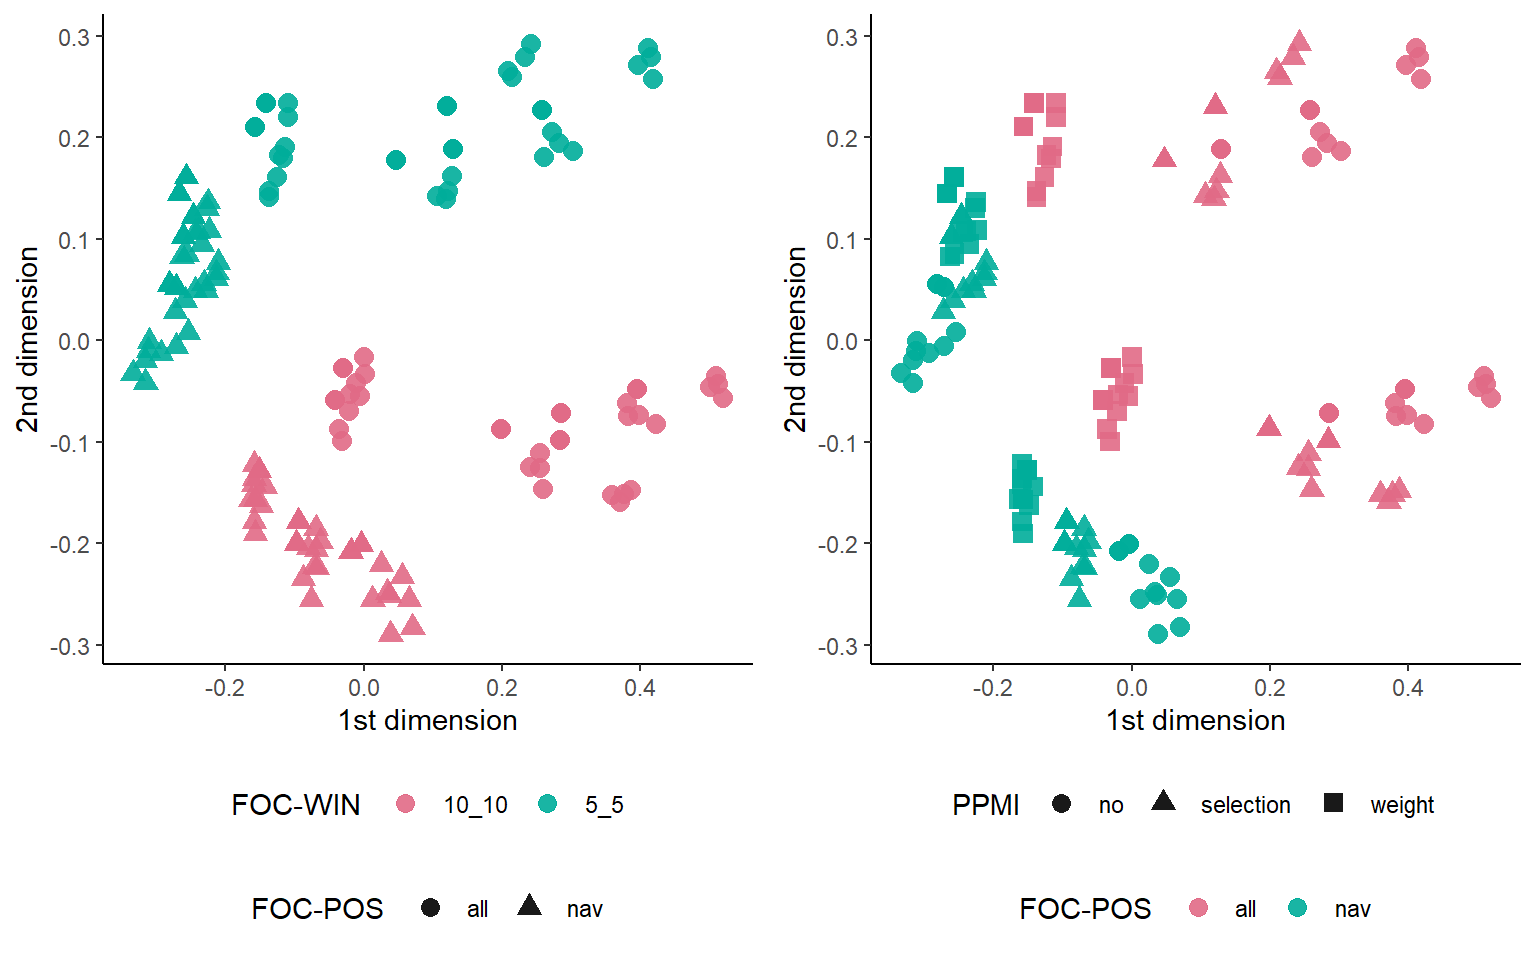 0.3
0.2
0.1
0.0
-0.1
-0.2
-0.3
2nd dimension
-0.2 0.0 0.2 0.4
1st dimension
FOC-WIN 10_10 5_5
FOC-POS all nav
0.3
0.2
0.1
0.0
-0.1
-0.2
-0.3
2nd dimension
-0.2 0.0 0.2 0.4
1st dimension
PPMI no selection weight
FOC-POS all nav